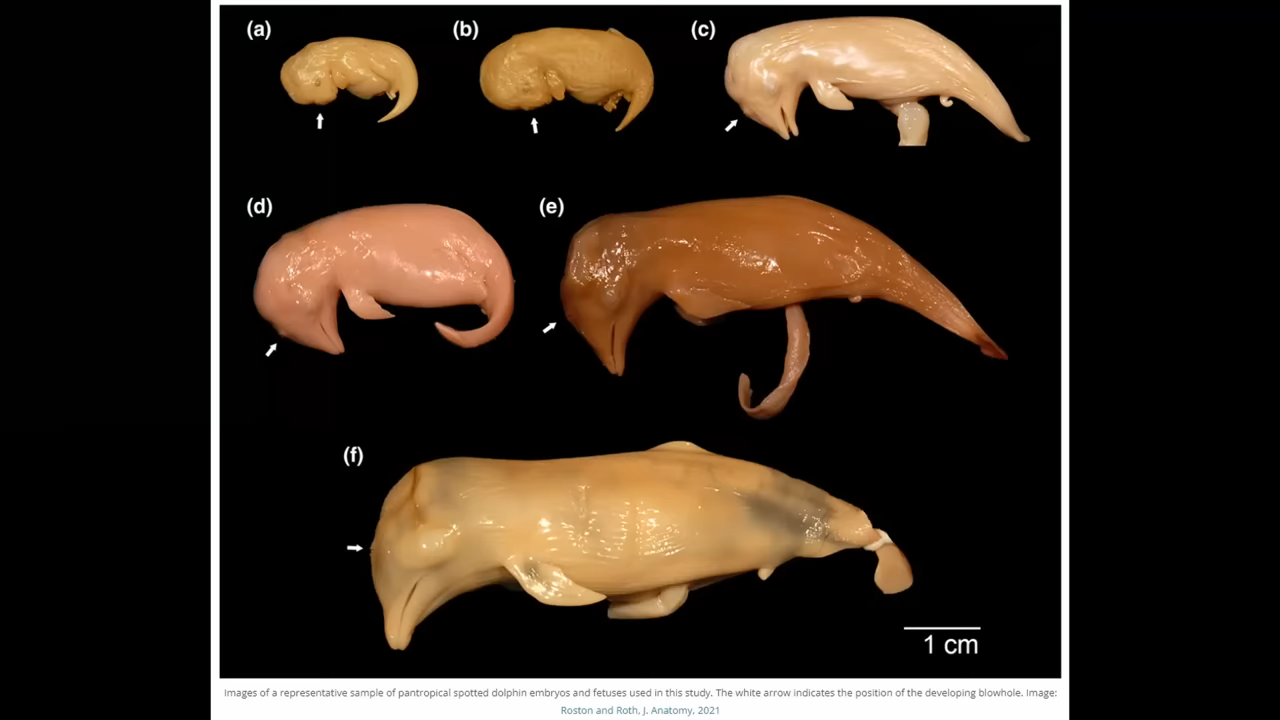 (a)
(b)
(c)
(d)
(e)
(f)
1 cm
Images of a representative sample of pantropical spotted dolphin embryos and fetuses used in this study. The white arrow indicates the position of the developing blowhole. Image:
Roston and Roth, J. Anatomy, 2021